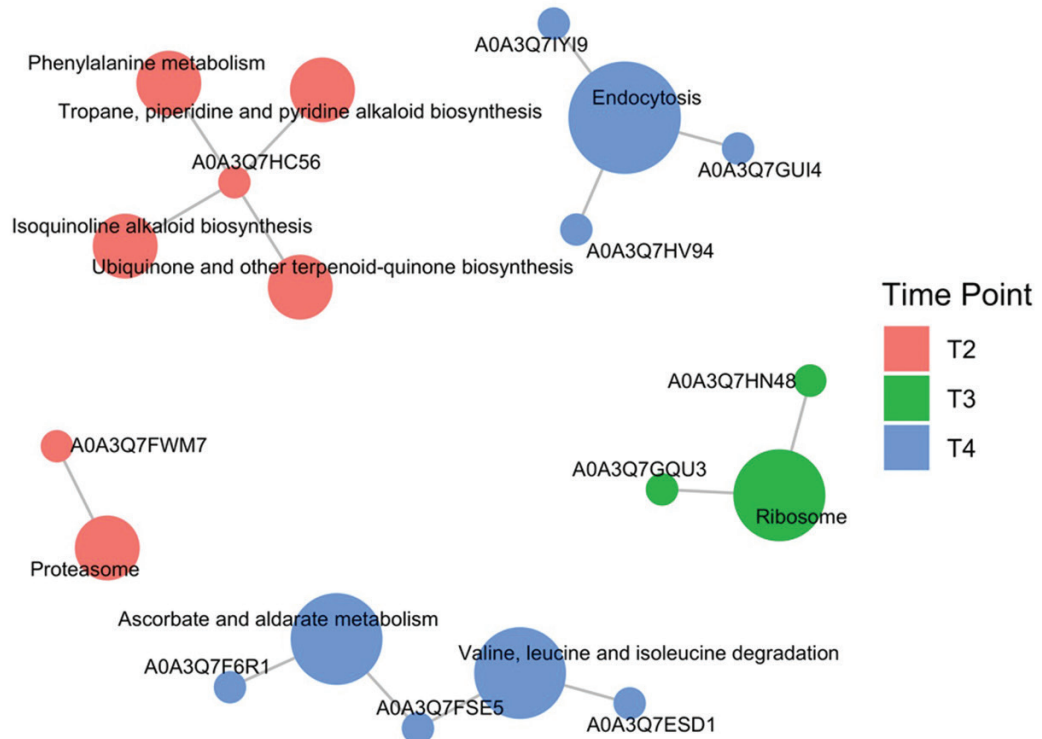 A0A3Q7IYI9
Phenylalanine metabolism
Endocytosis
Tropane, piperidine and pyridine alkaloid biosynthesis
A0A3Q7HC56
A0A3Q7GUI4
Isoquinoline alkaloid biosynthesis
A0A3Q7HV94
Ubiquinone and other terpenoid-quinone biosynthesis
Time Point
T2
T3
T4
A0A3Q7HN48
A0A3Q7FWM7
A0A3Q7GQU3
Ribosome
Proteasome
Ascorbate and aldarate metabolism
Valine, leucine and isoleucine degradation
A0A3Q7F6R1
A0A3Q7FSE5
A0A3Q7ESD1